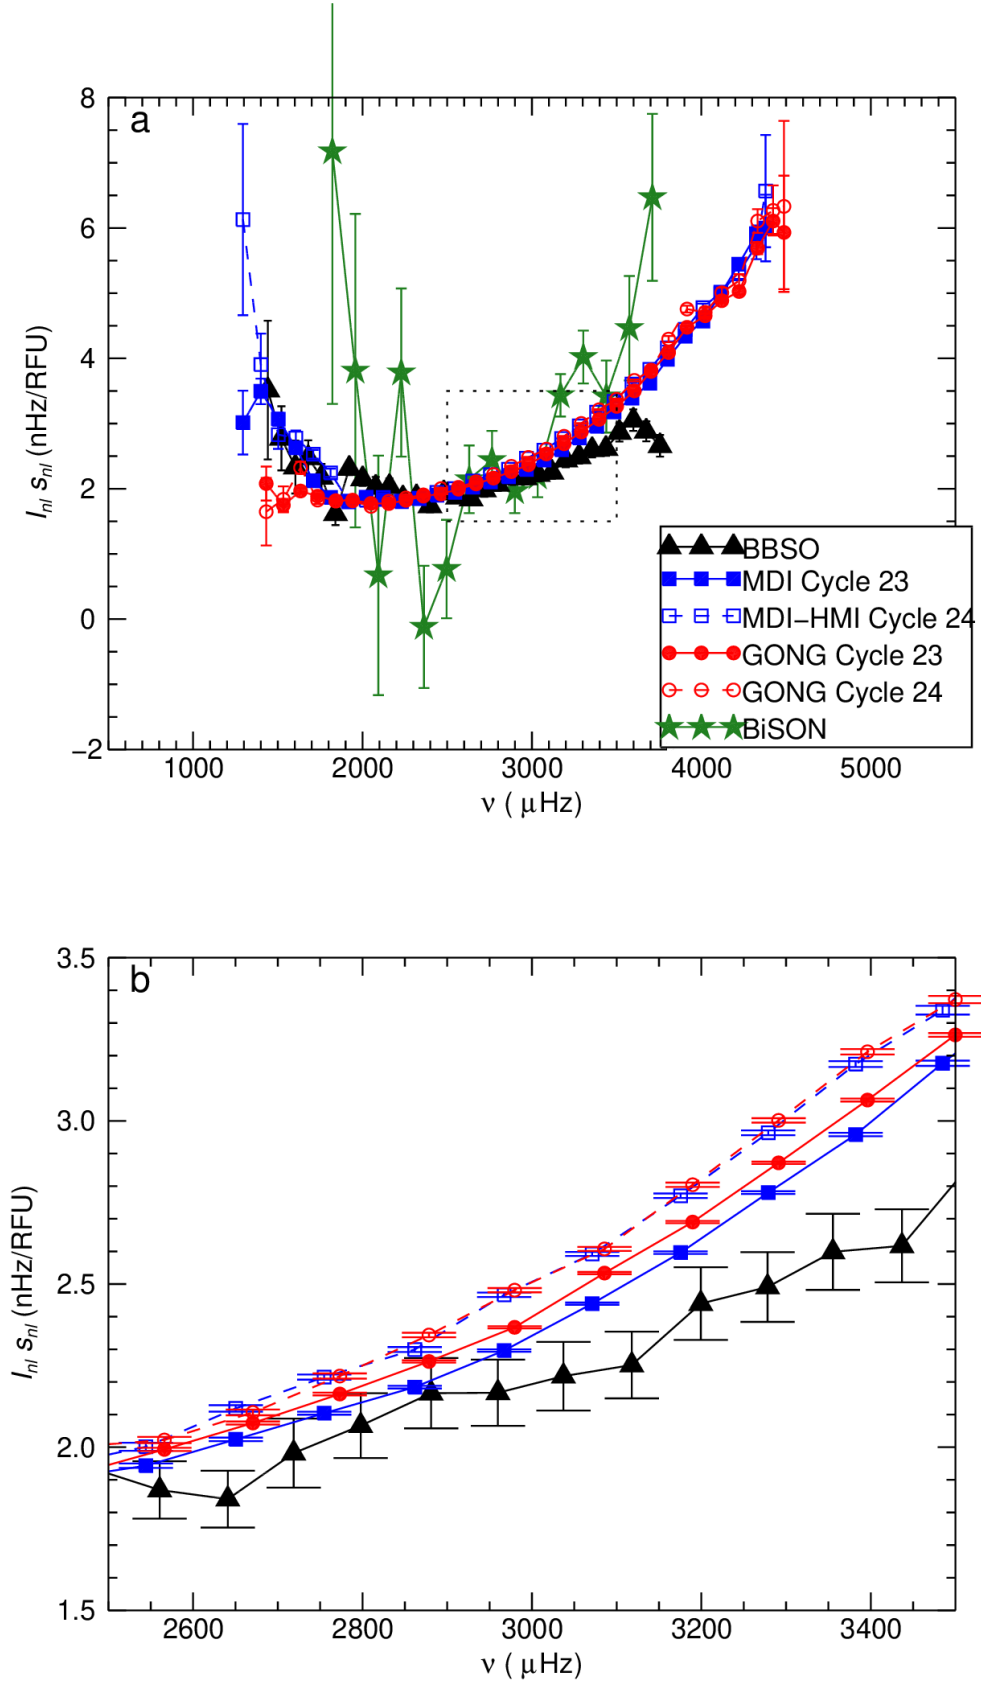 a
8
6
4
2
0
−2
I_nl s_nl (nHz/RFU)
BBSO
MDI Cycle 23
MDI−HMI Cycle 24
GONG Cycle 23
GONG Cycle 24
BiSON
1000 2000 3000 4000 5000
ν ( μHz)
b
3.5
3.0
2.5
2.0
1.5
I_nl s_nl (nHz/RFU)
2600 2800 3000 3200 3400
ν ( μHz)